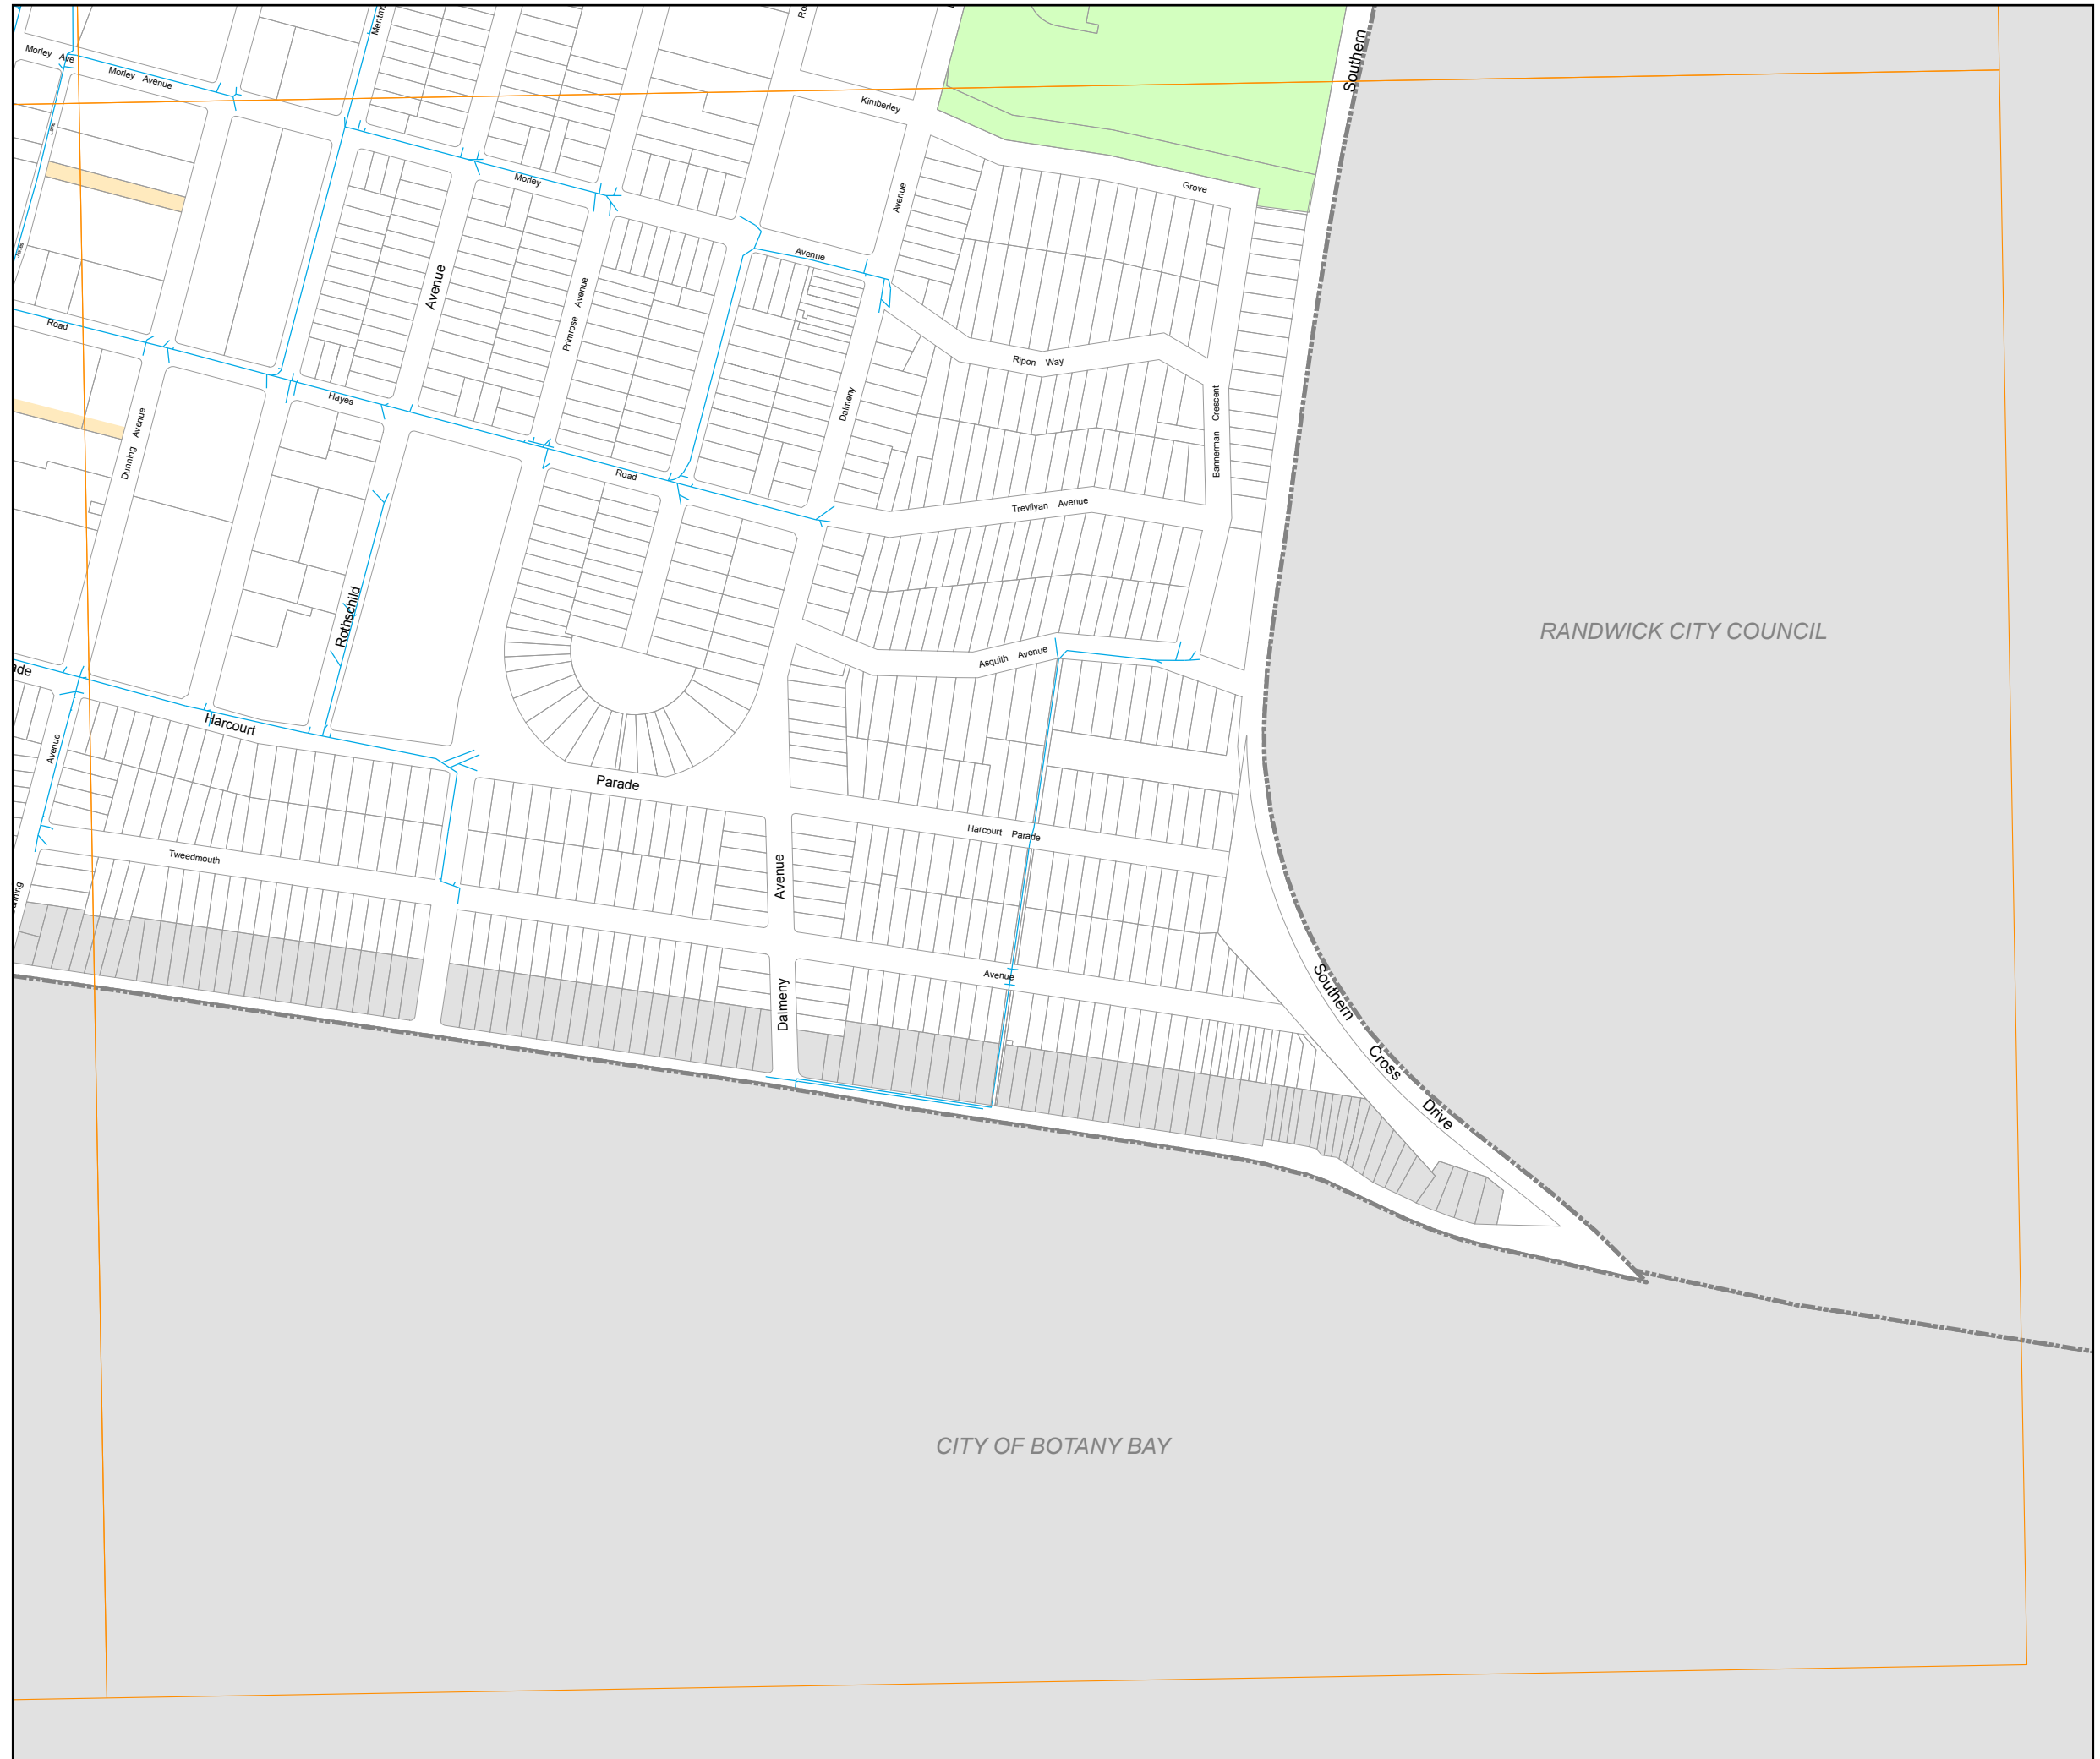 Southern
Morley Ave
Morley Avenue
Kimberley
Lane
Morley
Grove
Avenue
Avenue
Avenue
Primrose Avenue
Road
Ripon Way
Hayes
Dalmeny
Bannerman Crescent
Dunning Avenue
Road
Trevilyan Avenue
Rothschild
RANDWICK CITY COUNCIL
Asquith Avenue
Harcourt
Avenue
Parade
Harcourt Parade
Tweedmouth
Avenue
Avenue
Dalmeny
Southern
Cross
Drive
CITY OF BOTANY BAY